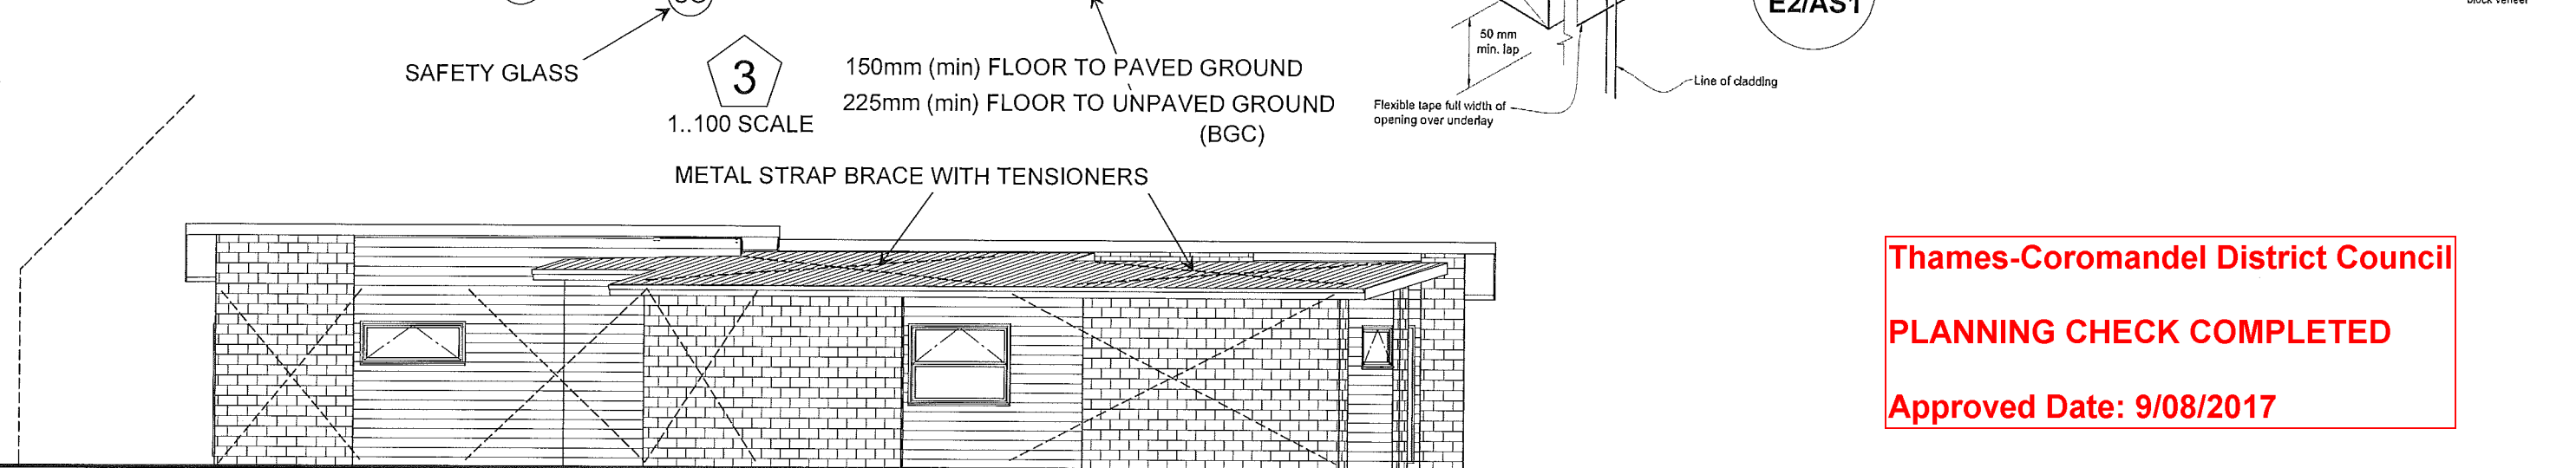 E2/AS1
block veneer
50 mm
min. lap
SAFETY GLASS
3
150mm (min) FLOOR TO PAVED GROUND
Line of cladding
225mm (min) FLOOR TO UNPAVED GROUND
Flexible tape full width of
opening over underlay
1..100 SCALE
(BGC)
METAL STRAP BRACE WITH TENSIONERS
Thames-Coromandel District Council
PLANNING CHECK COMPLETED
Approved Date: 9/08/2017